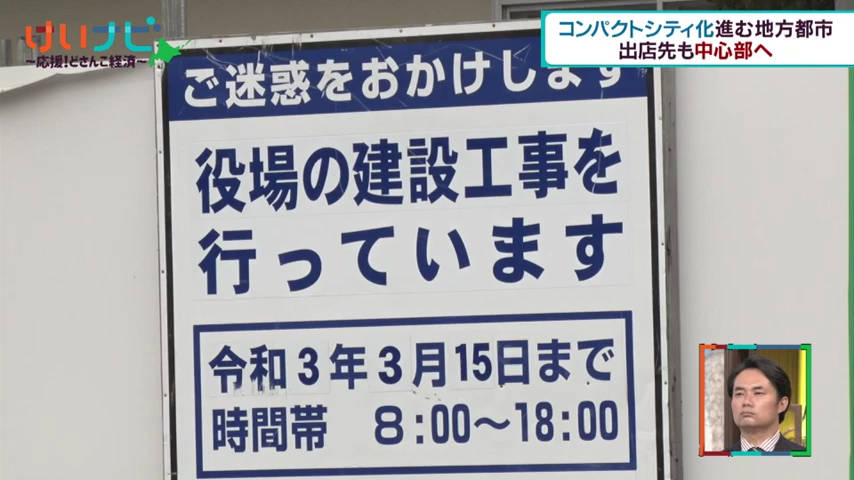 けいナビ
～応援！どさんこ経済～
コンパクトシティ化進む地方都市
出店先も中心部へ
ご迷惑をおかけします
役場の建設工事を
行っています
令和3年3月15日まで
時間帯 8:00～18:00